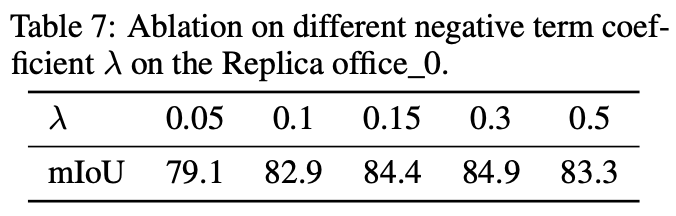 Table 7: Ablation on different negative term coef-
ficient λ on the Replica office_0.
λ 0.05 0.1 0.15 0.3 0.5
mIoU 79.1 82.9 84.4 84.9 83.3